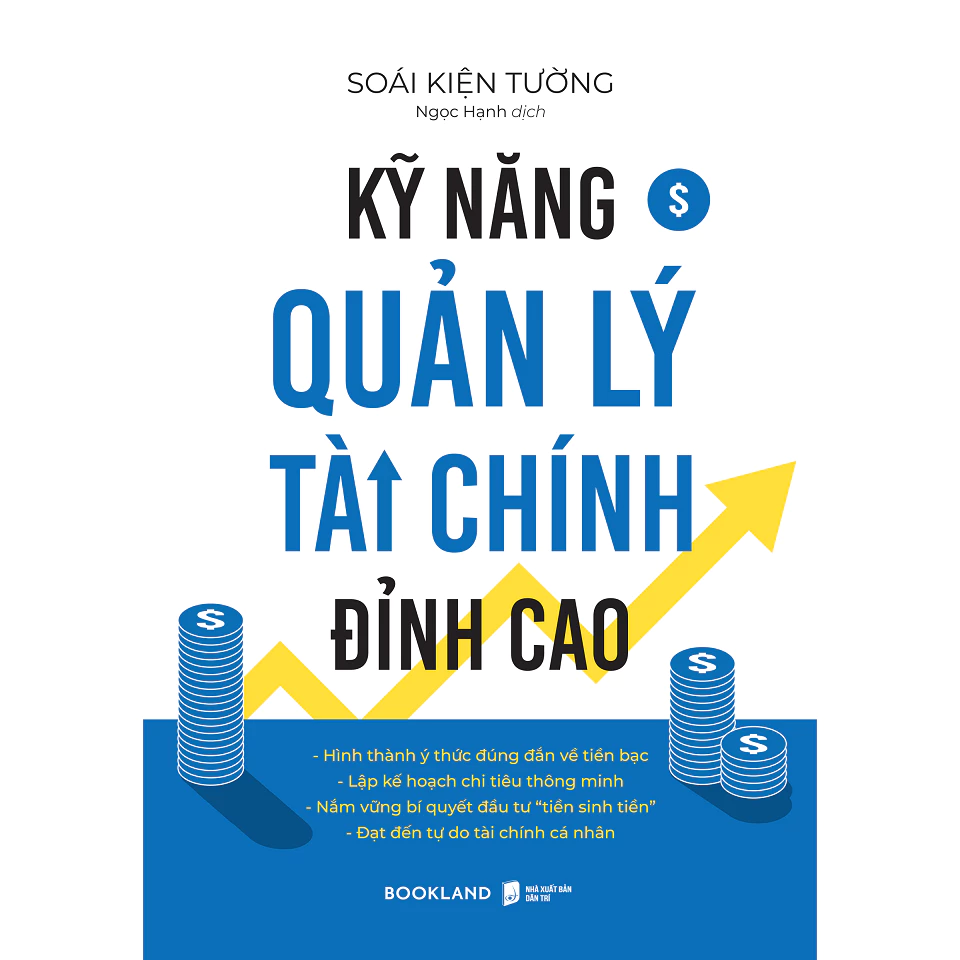 SOÁI KIỆN TƯỜNG
Ngọc Hạnh dịch
KỸ NĂNG $
QUẢN LÝ
TÀI CHÍNH
ĐỈNH CAO
$
$
$
- Hình thành ý thức đúng đắn về tiền bạc
- Lập kế hoạch chi tiêu thông minh
- Nắm vững bí quyết đầu tư “tiền sinh tiền”
- Đạt đến tự do tài chính cá nhân
BOOKLAND
NHÀ XUẤT BẢN
DÂN TRÍ